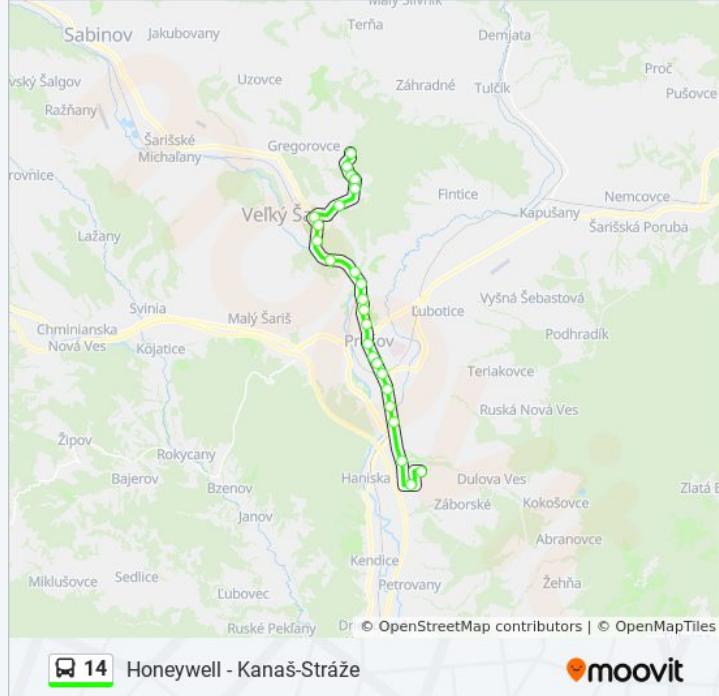 Malý Slivník
Sabinov
Jakubovany
Terňa
Demjata
Proč
vský Šalgov
Uzovce
Záhradné
Tulčík
Pušovce
Ražňany
Šarišské
Michaľany
Gregorovce
rovnice
Fintice
Nemcovce
Veľký Ša
Kapušany
Šarišská Poruba
Lažany
Svinia
Vyšná Šebastová
Malý Šariš
Ľubotice
Chminianska
Nová Ves
Kojatice
Podhradík
Teriakovce
Ruská Nová Ves
Župčany
Rokycany
Bajerov
Bzenov
Haniska
Dulova Ves
Zlatá B
Janov
Záborské
Kokošovce
Abranovce
Kendice
Miklušovce
Sedlice
Petrovany
Žehňa
Ľubovec
Ruské Pekľany
© OpenStreetMap contributors | © OpenMapTiles
14
Honeywell - Kanaš-Stráže
moovit